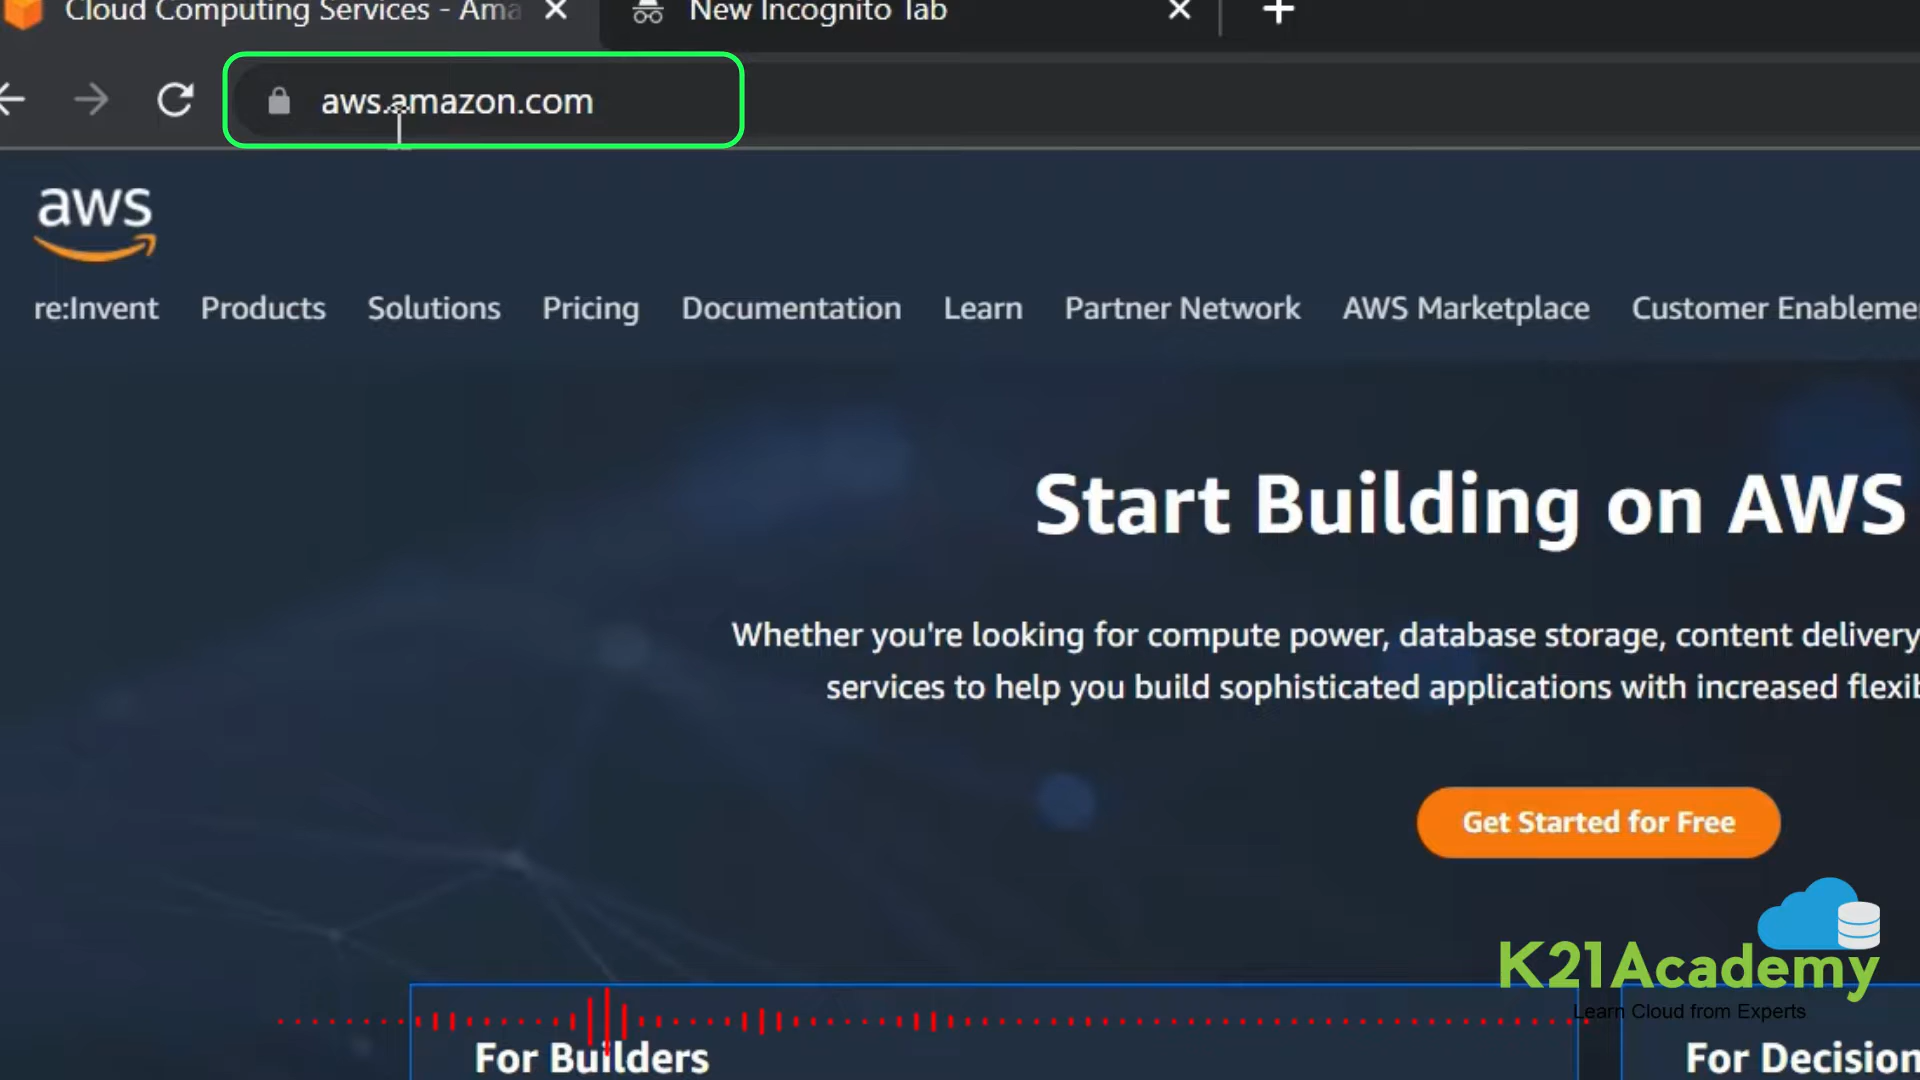 Cloud Computing Services - Ama
New Incognito Tab
aws.amazon.com
aws
re:Invent Products Solutions Pricing Documentation Learn Partner Network AWS Marketplace Customer Enableme
Start Building on AWS
Whether you're looking for compute power, database storage, content delivery,
services to help you build sophisticated applications with increased flexib
Get Started for Free
K21Academy
Learn Cloud from Experts
For Builders
For Decision